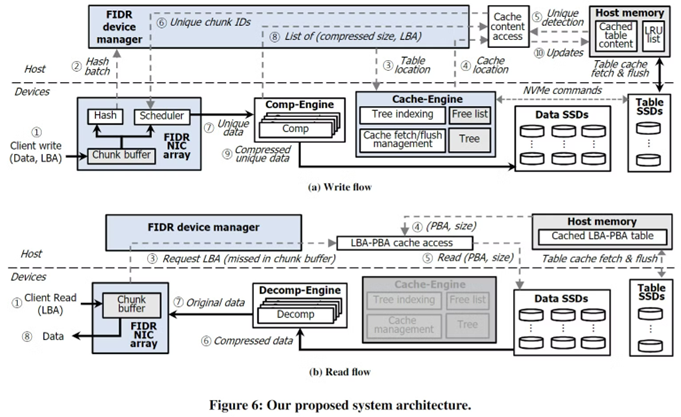 FIDR
device manager
⑥ Unique chunk IDs
⑧ List of (compressed size, LBA)
Cache
content
access
⑤ Unique
detection
⑩ Updates
Host memory
Cached
table
content
LRU
list
② Hash
batch
③ Table
location
④ Cache
location
Table cache
fetch & flush
Host
Devices
NVMe commands
Hash
Scheduler
① 
Client write
(Data, LBA)
Chunk buffer
FIDR
NIC
array
⑦ Unique
data
Comp-Engine
Comp
⑨ Compressed
unique data
Cache-Engine
Tree indexing
Free list
Cache fetch/flush
management
Tree
Data SSDs
Table
SSDs
(a) Write flow
FIDR device manager
④ (PBA, size)
Host memory
Cached LBA-PBA table
LBA-PBA cache access
③ Request LBA (missed in chunk buffer)
⑤ Read (PBA, size)
Table cache fetch & flush
Host
Devices
① Client Read
(LBA)
Chunk
buffer
⑧ Data
FIDR
NIC
array
⑦ Original data
Decomp-Engine
Decomp
⑥ Compressed data
Cache-Engine
Tree indexing
Free list
Cache
management
Tree
Data SSDs
Table
SSDs
(b) Read flow
Figure 6: Our proposed system architecture.